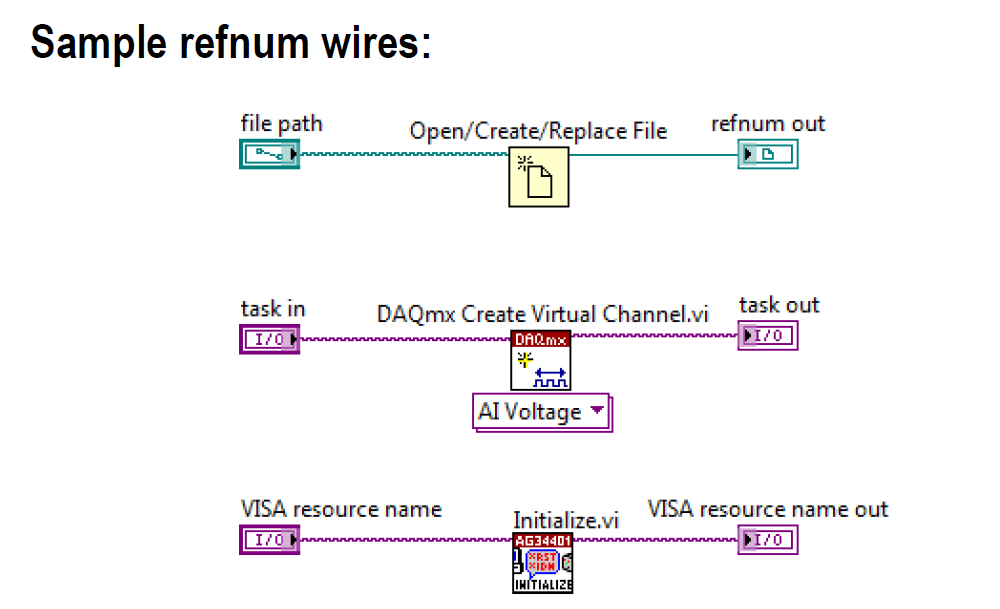 Sample refnum wires:
file path
Open/Create/Replace File
refnum out
task in
DAQmx Create Virtual Channel.vi
task out
I/O
DAQmx
I/O
AI Voltage
VISA resource name
Initialize.vi
VISA resource name out
I/O
AG34401
I/O
*RST
*IDN
INITIALIZE